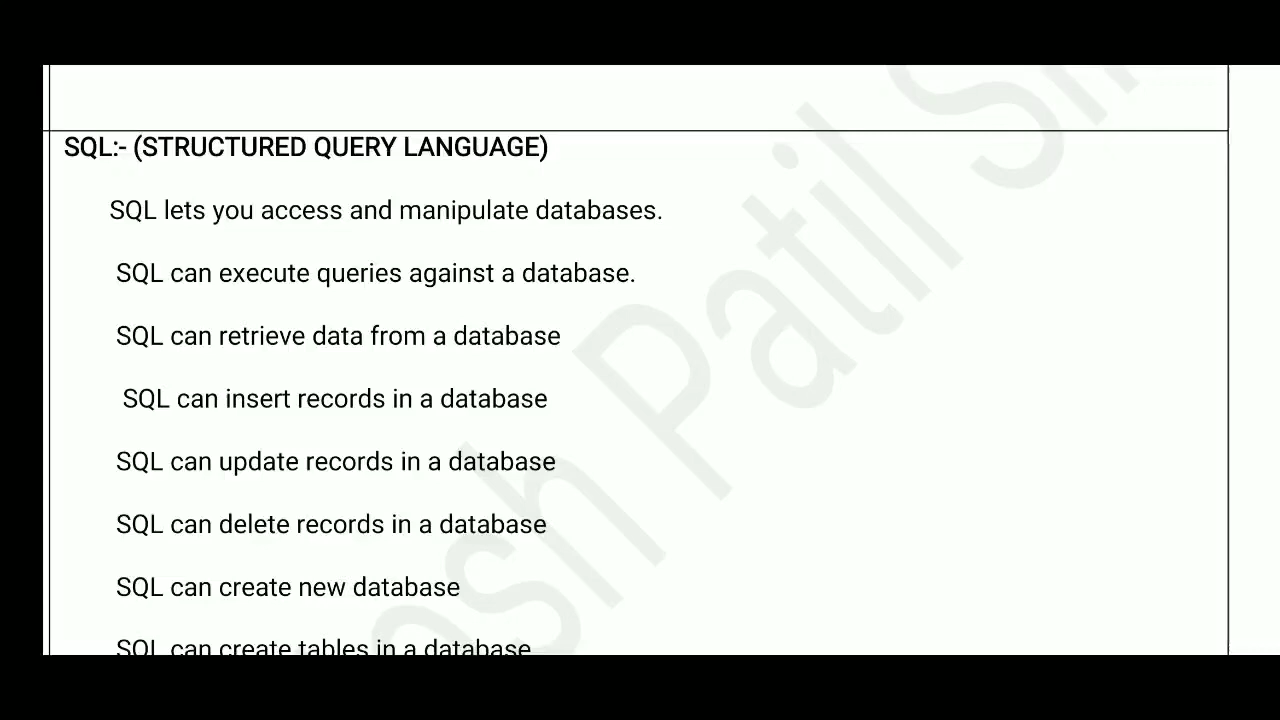 SQL:- (STRUCTURED QUERY LANGUAGE)
SQL lets you access and manipulate databases.
SQL can execute queries against a database.
SQL can retrieve data from a database
SQL can insert records in a database
SQL can update records in a database
SQL can delete records in a database
SQL can create new database
SQL can create tables in a database
Patil